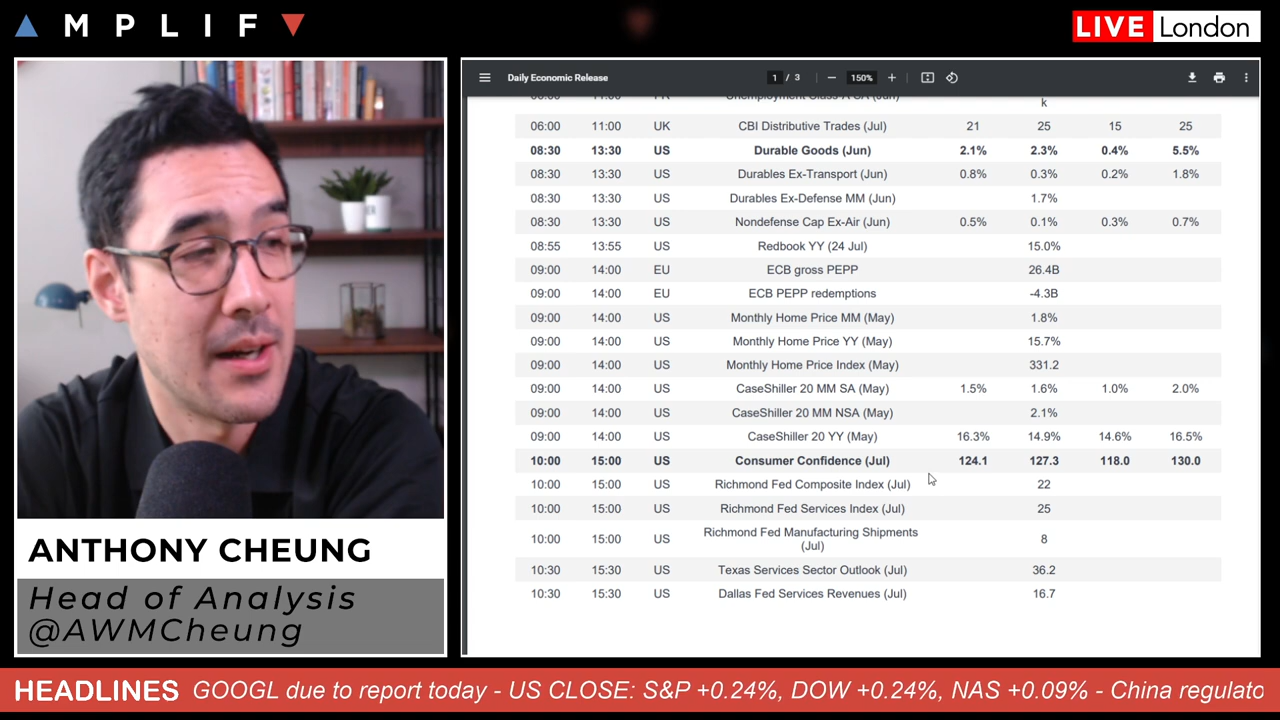 AMPLIFY
LIVE London
Daily Economic Release
1 / 3
150%
k
06:00 11:00 UK CBI Distributive Trades (Jul) 21 25 15 25
08:30 13:30 US Durable Goods (Jun) 2.1% 2.3% 0.4% 5.5%
08:30 13:30 US Durables Ex-Transport (Jun) 0.8% 0.3% 0.2% 1.8%
08:30 13:30 US Durables Ex-Defense MM (Jun) 1.7%
08:30 13:30 US Nondefense Cap Ex-Air (Jun) 0.5% 0.1% 0.3% 0.7%
08:55 13:55 US Redbook YY (24 Jul) 15.0%
09:00 14:00 EU ECB gross PEPP 26.4B
09:00 14:00 EU ECB PEPP redemptions -4.3B
09:00 14:00 US Monthly Home Price MM (May) 1.8%
09:00 14:00 US Monthly Home Price YY (May) 15.7%
09:00 14:00 US Monthly Home Price Index (May) 331.2
09:00 14:00 US CaseShiller 20 MM SA (May) 1.5% 1.6% 1.0% 2.0%
09:00 14:00 US CaseShiller 20 MM NSA (May) 2.1%
09:00 14:00 US CaseShiller 20 YY (May) 16.3% 14.9% 14.6% 16.5%
10:00 15:00 US Consumer Confidence (Jul) 124.1 127.3 118.0 130.0
10:00 15:00 US Richmond Fed Composite Index (Jul) 22
10:00 15:00 US Richmond Fed Services Index (Jul) 25
10:00 15:00 US Richmond Fed Manufacturing Shipments (Jul) 8
10:30 15:30 US Texas Services Sector Outlook (Jul) 36.2
10:30 15:30 US Dallas Fed Services Revenues (Jul) 16.7
ANTHONY CHEUNG
Head of Analysis
@AWMCheung
HEADLINES GOOGL due to report today - US CLOSE: S&P +0.24%, DOW +0.24%, NAS +0.09% - China regulato